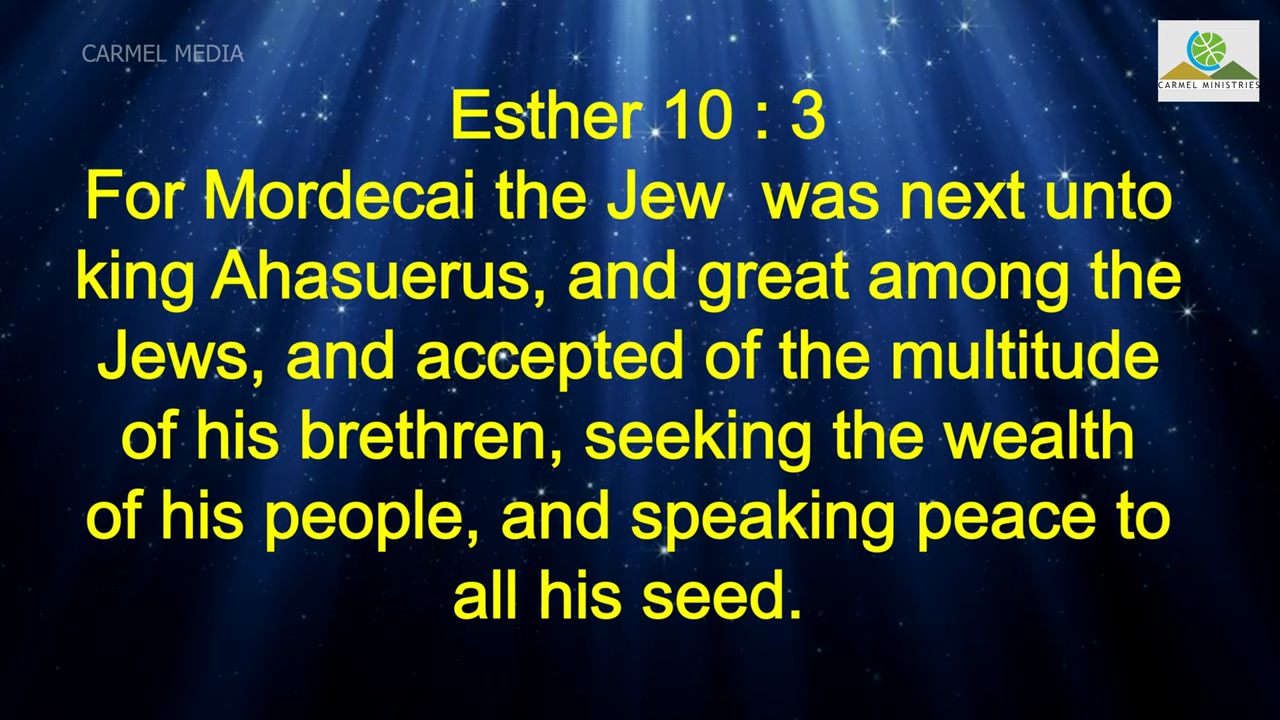 CARMEL MEDIA
CARMEL MINISTRIES
Esther 10 : 3
For Mordecai the Jew  was next unto
king Ahasuerus, and great among the
Jews, and accepted of the multitude
of his brethren, seeking the wealth
of his people, and speaking peace to
all his seed.